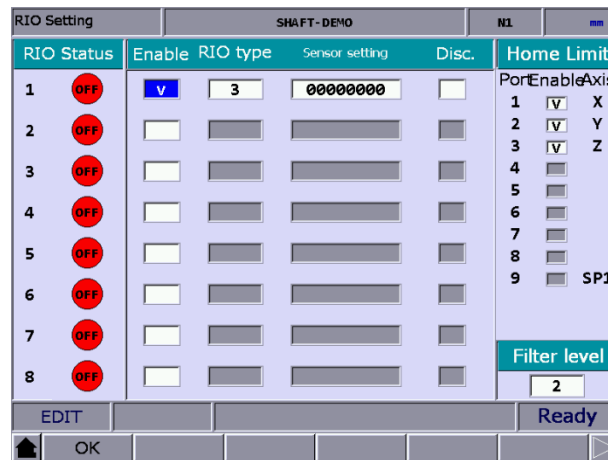 RIO Setting SHAFT-DEMO N1 mm
RIO Status Enable RIO type Sensor setting Disc. Home Limit
Port Enable Axis
1 OFF V 3 00000000
1 V X
2 OFF
2 V Y
3 V Z
3 OFF
4
5
4 OFF
6
7
5 OFF
8
9 SP1
6 OFF
7 OFF
Filter level
8 OFF
2
EDIT Ready
OK